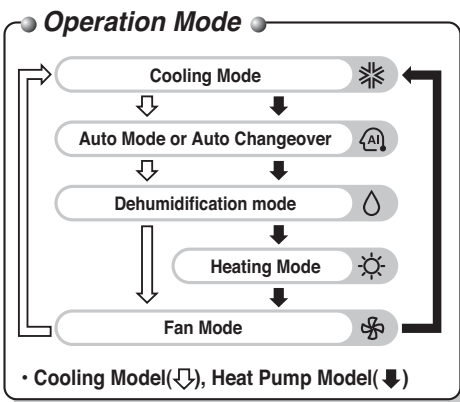 Operation Mode
Cooling Mode
Auto Mode or Auto Changeover
AI
Dehumidification mode
Heating Mode
Fan Mode
· Cooling Model(⇩), Heat Pump Model(⬇)